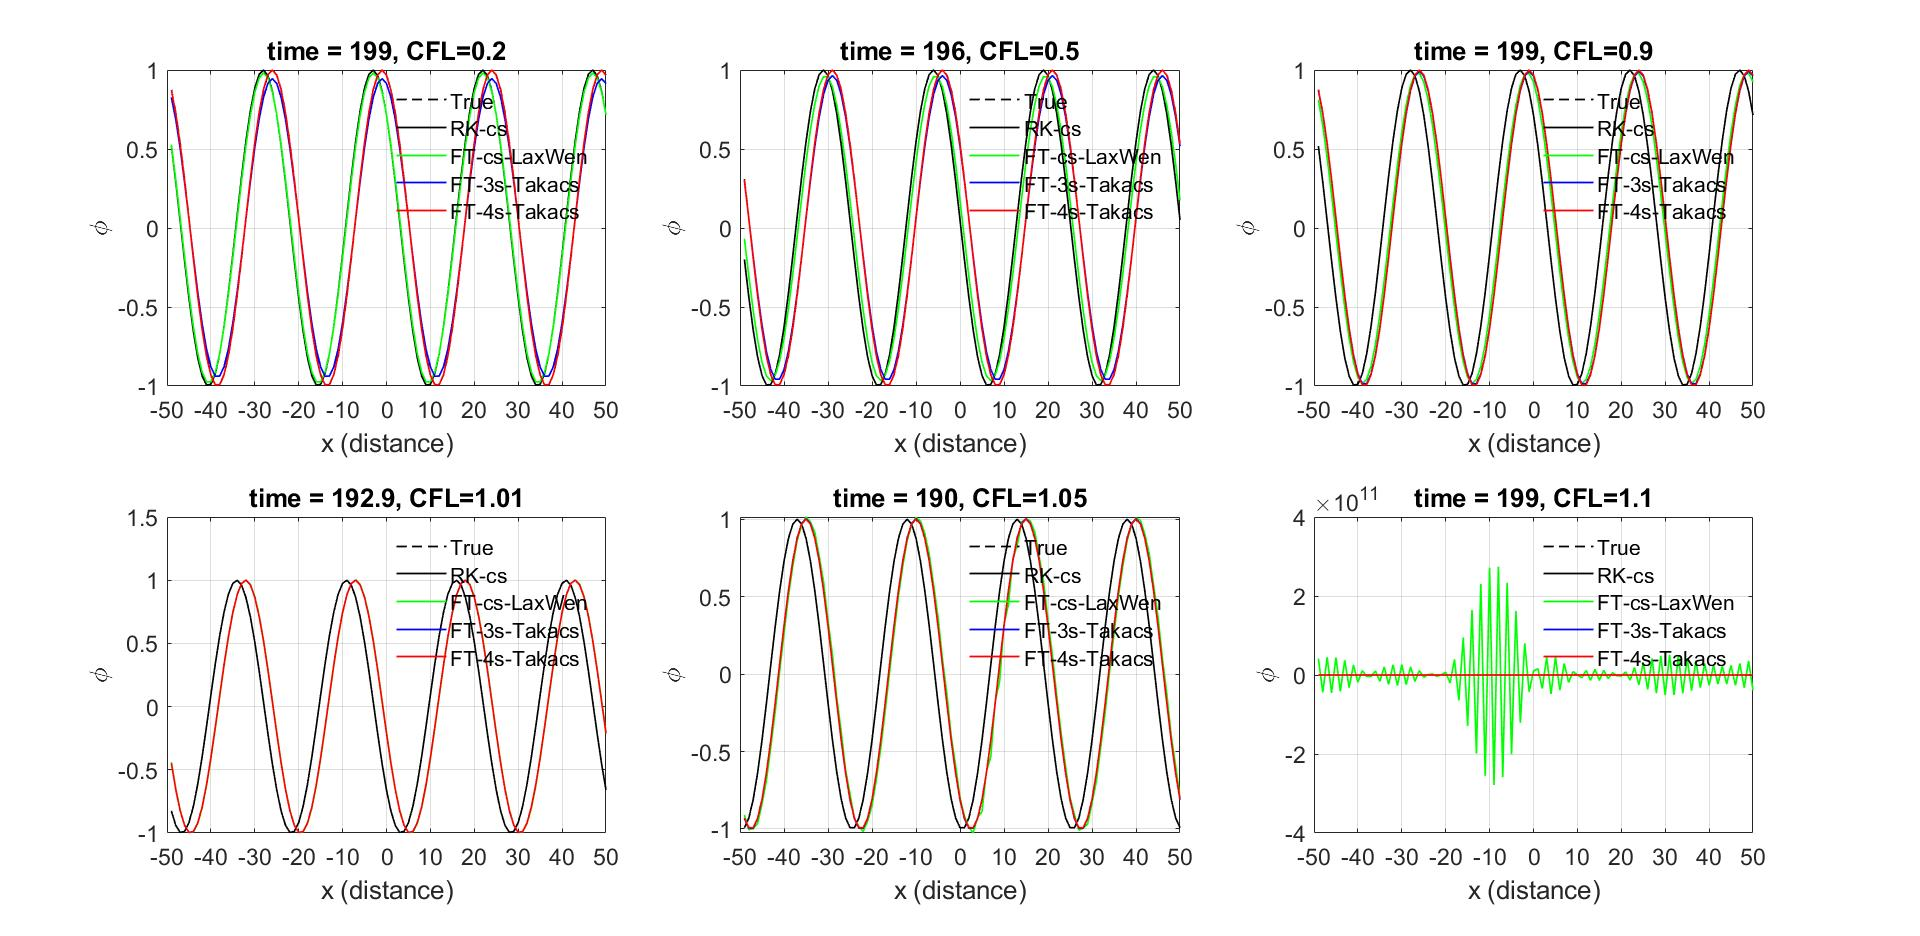 time = 199, CFL=0.2
1
0.5
0
-0.5
-1
ϕ
-50 -40 -30 -20 -10 0 10 20 30 40 50
x (distance)
True
RK-cs
FT-cs-LaxWen
FT-3s-Takacs
FT-4s-Takacs
time = 196, CFL=0.5
1
0.5
0
-0.5
-1
ϕ
-50 -40 -30 -20 -10 0 10 20 30 40 50
x (distance)
True
RK-cs
FT-cs-LaxWen
FT-3s-Takacs
FT-4s-Takacs
time = 199, CFL=0.9
1
0.5
0
-0.5
-1
ϕ
-50 -40 -30 -20 -10 0 10 20 30 40 50
x (distance)
True
RK-cs
FT-cs-LaxWen
FT-3s-Takacs
FT-4s-Takacs
time = 192.9, CFL=1.01
1.5
1
0.5
0
-0.5
-1
ϕ
-50 -40 -30 -20 -10 0 10 20 30 40 50
x (distance)
True
RK-cs
FT-cs-LaxWen
FT-3s-Takacs
FT-4s-Takacs
time = 190, CFL=1.05
1
0.5
0
-0.5
-1
ϕ
-50 -40 -30 -20 -10 0 10 20 30 40 50
x (distance)
True
RK-cs
FT-cs-LaxWen
FT-3s-Takacs
FT-4s-Takacs
×10¹¹ time = 199, CFL=1.1
4
2
0
-2
-4
ϕ
-50 -40 -30 -20 -10 0 10 20 30 40 50
x (distance)
True
RK-cs
FT-cs-LaxWen
FT-3s-Takacs
FT-4s-Takacs